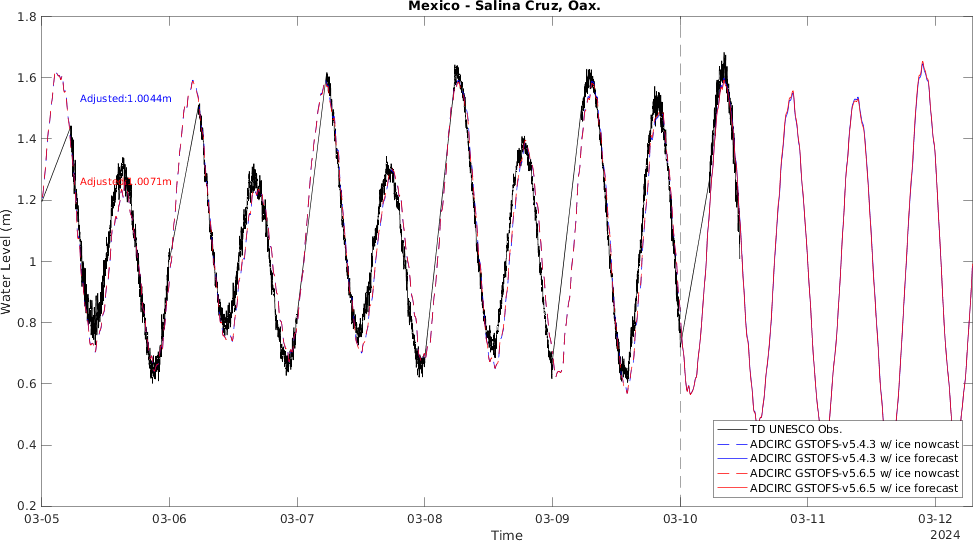 Mexico - Salina Cruz, Oax.
Water Level (m)
1.8
1.6
1.4
1.2
1
0.8
0.6
0.4
0.2
Adjusted:1.0044m
Adjusted:1.0071m
TD UNESCO Obs.
ADCIRC GSTOFS-v5.4.3 w/ ice nowcast
ADCIRC GSTOFS-v5.4.3 w/ ice forecast
ADCIRC GSTOFS-v5.6.5 w/ ice nowcast
ADCIRC GSTOFS-v5.6.5 w/ ice forecast
03-05 03-06 03-07 03-08 03-09 03-10 03-11 03-12
Time
2024